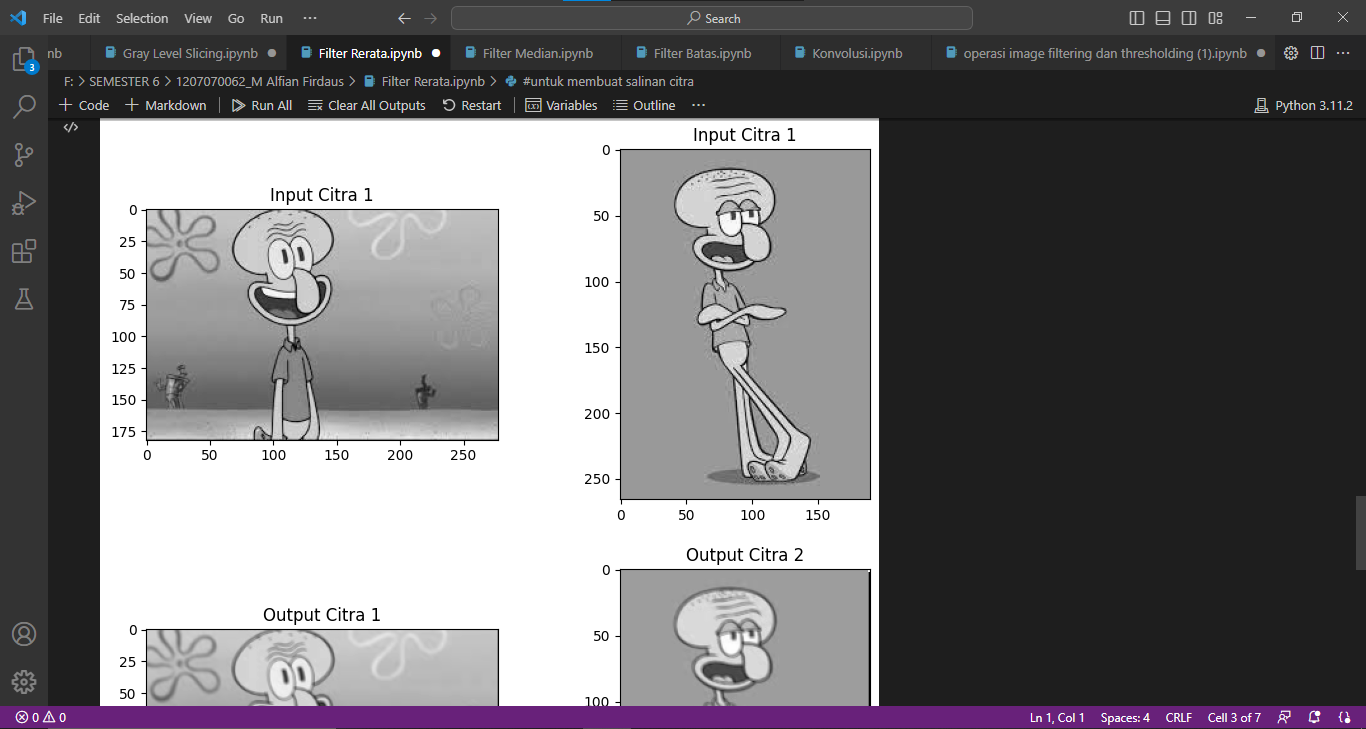 File Edit Selection View Go Run ··· Search
nb Gray Level Slicing.ipynb Filter Rerata.ipynb Filter Median.ipynb Filter Batas.ipynb Konvolusi.ipynb operasi image filtering dan thresholding (1).ipynb ···
F: > SEMESTER 6 > 1207070062_M Alfian Firdaus > Filter Rerata.ipynb > #untuk membuat salinan citra
+ Code + Markdown Run All Clear All Outputs Restart Variables Outline ··· Python 3.11.2
3
Input Citra 1
0
25
50
75
100
125
150
175
0 50 100 150 200 250
Input Citra 1
0
50
100
150
200
250
0 50 100 150
Output Citra 1
0
25
50
Output Citra 2
0
50
100
0 0 Ln 1, Col 1 Spaces: 4 CRLF Cell 3 of 7